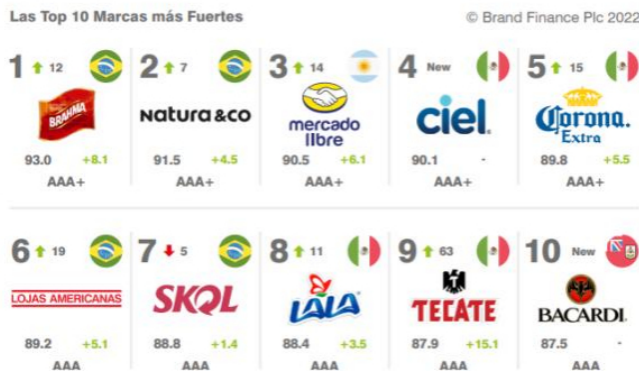 Las Top 10 Marcas más Fuertes © Brand Finance Plc 2022
1 12 2 7 3 14 4 New 5 15
BRAHMA natura &co mercado libre ciel Corona. Extra
93.0 +8.1 91.5 +4.5 90.5 +6.1 90.1 - 89.8 +5.5
AAA+ AAA+ AAA+ AAA+ AAA+
6 19 7 5 8 11 9 63 10 New
LOJAS AMERICANAS SKOL LALA TECATE BACARDI.
89.2 +5.1 88.8 +1.4 88.4 +3.5 87.9 +15.1 87.5 -
AAA AAA AAA AAA AAA